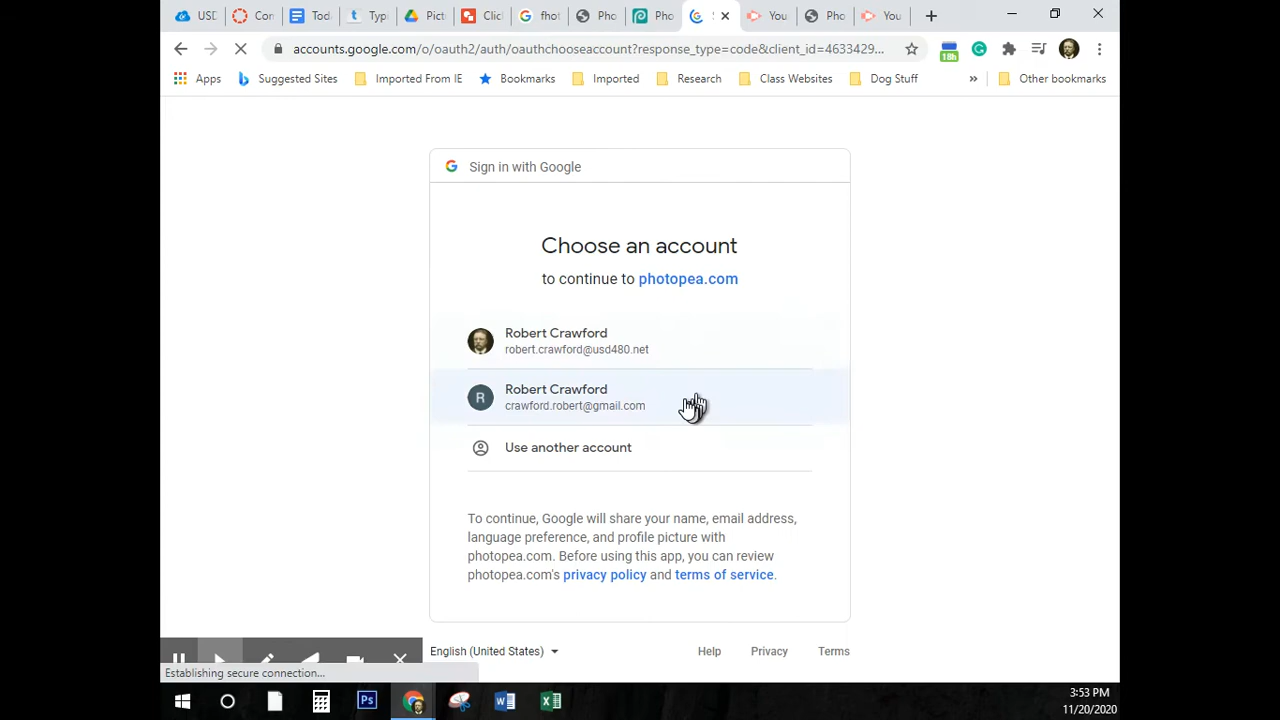 USD
Con
Toda
Typi
Pict
Clic
fhot
Pho
Pho
S
You
Pho
You
accounts.google.com/o/oauth2/auth/oauthchooseaccount?response_type=code&client_id=4633429...
18h
Apps
Suggested Sites
Imported From IE
Bookmarks
Imported
Research
Class Websites
Dog Stuff
»
Other bookmarks
Sign in with Google
Choose an account
to continue to photopea.com
Robert Crawford
robert.crawford@usd480.net
R
Robert Crawford
crawford.robert@gmail.com
Use another account
To continue, Google will share your name, email address,
language preference, and profile picture with
photopea.com. Before using this app, you can review
photopea.com's privacy policy and terms of service.
English (United States)
Help
Privacy
Terms
Establishing secure connection...
Ps
3:53 PM
11/20/2020